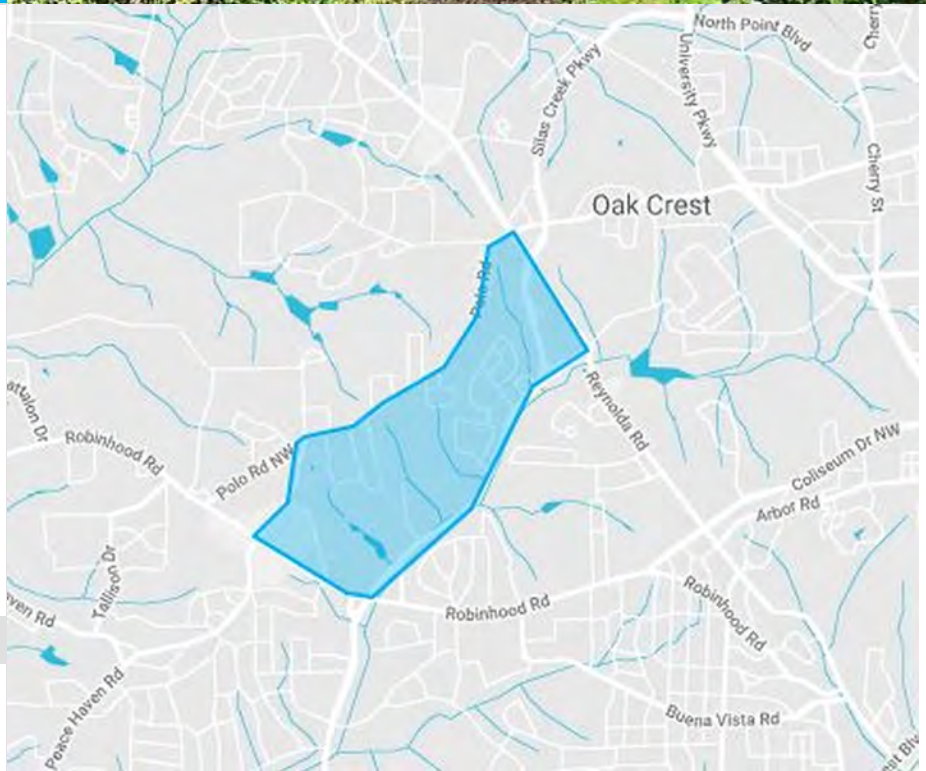 North Point Blvd
Silas Creek Pkwy
University Pkwy
Cherry St
Oak Crest
Polo Rd
Reynolda Rd
Robinhood Rd
Polo Rd NW
Coliseum Dr NW
Arbor Rd
Tallison Dr
Robinhood Rd
Robinhood Rd
Peace Haven Rd
Buena Vista Rd